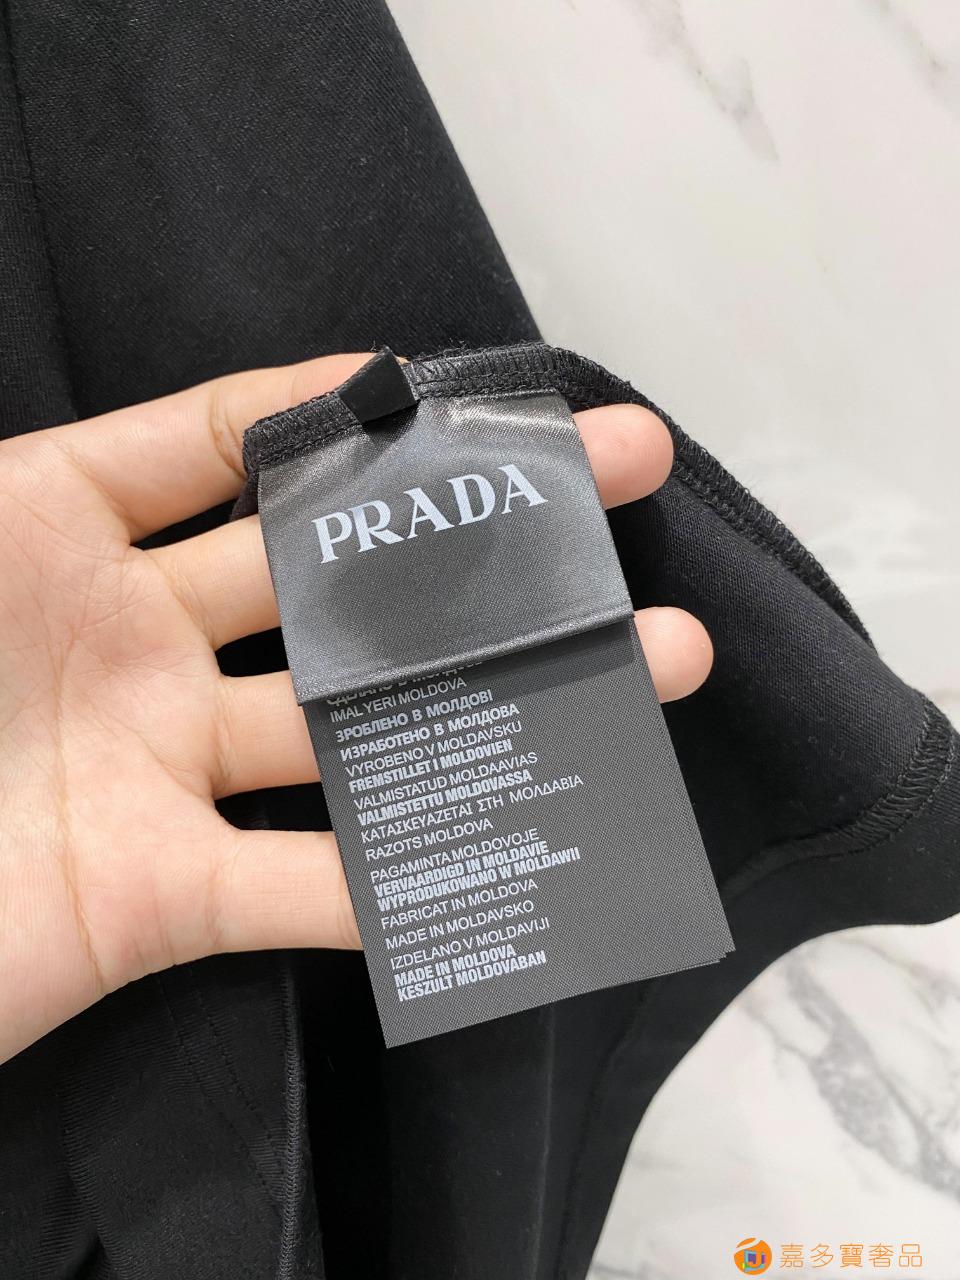 PRADA
СДЕЛАНО В МОЛДОВЕ
IMAL YERI MOLDOVA
ЗРОБЛЕНО В МОЛДОВІ
ИЗРАБОТЕНО В МОЛДОВА
VYROBENO V MOLDAVSKU
FREMSTILLET I MOLDOVIEN
VALMISTATUD MOLDAAVIAS
VALMISTETTU MOLDOVASSA
ΚΑΤΑΣΚΕΥΑΖΕΤΑΙ ΣΤΗ ΜΟΛΔΑΒΙΑ
RAZOTS MOLDOVA
PAGAMINTA MOLDOVOJE
VERVAARDIGD IN MOLDAVIE
WYPRODUKOWANO W MOLDAWII
FABRICAT IN MOLDOVA
MADE IN MOLDAVSKO
IZDELANO V MOLDAVIJI
MADE IN MOLDOVA
KESZULT MOLDOVABAN
嘉多寶奢品